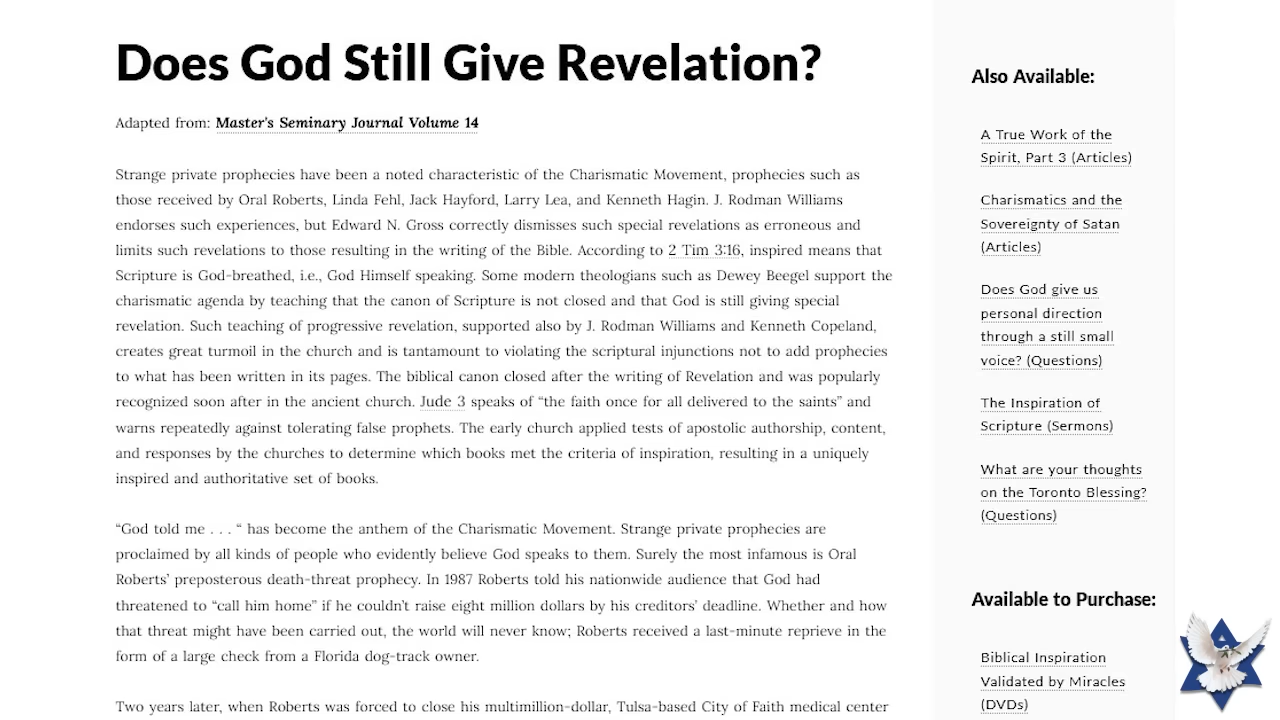 Does God Still Give Revelation?
Adapted from: Master's Seminary Journal Volume 14
Strange private prophecies have been a noted characteristic of the Charismatic Movement, prophecies such as
those received by Oral Roberts, Linda Fehl, Jack Hayford, Larry Lea, and Kenneth Hagin. J. Rodman Williams
endorses such experiences, but Edward N. Gross correctly dismisses such special revelations as erroneous and
limits such revelations to those resulting in the writing of the Bible. According to 2 Tim 3:16, inspired means that
Scripture is God-breathed, i.e., God Himself speaking. Some modern theologians such as Dewey Beegel support the
charismatic agenda by teaching that the canon of Scripture is not closed and that God is still giving special
revelation. Such teaching of progressive revelation, supported also by J. Rodman Williams and Kenneth Copeland,
creates great turmoil in the church and is tantamount to violating the scriptural injunctions not to add prophecies
to what has been written in its pages. The biblical canon closed after the writing of Revelation and was popularly
recognized soon after in the ancient church. Jude 3 speaks of “the faith once for all delivered to the saints” and
warns repeatedly against tolerating false prophets. The early church applied tests of apostolic authorship, content,
and responses by the churches to determine which books met the criteria of inspiration, resulting in a uniquely
inspired and authoritative set of books.
“God told me . . . “ has become the anthem of the Charismatic Movement. Strange private prophecies are
proclaimed by all kinds of people who evidently believe God speaks to them. Surely the most infamous is Oral
Roberts’ preposterous death-threat prophecy. In 1987 Roberts told his nationwide audience that God had
threatened to “call him home” if he couldn’t raise eight million dollars by his creditors’ deadline. Whether and how
that threat might have been carried out, the world will never know; Roberts received a last-minute reprieve in the
form of a large check from a Florida dog-track owner.
Two years later, when Roberts was forced to close his multimillion-dollar, Tulsa-based City of Faith medical center
Also Available:
A True Work of the
Spirit, Part 3 (Articles)
Charismatics and the
Sovereignty of Satan
(Articles)
Does God give us
personal direction
through a still small
voice? (Questions)
The Inspiration of
Scripture (Sermons)
What are your thoughts
on the Toronto Blessing?
(Questions)
Available to Purchase:
Biblical Inspiration
Validated by Miracles
(DVDs)